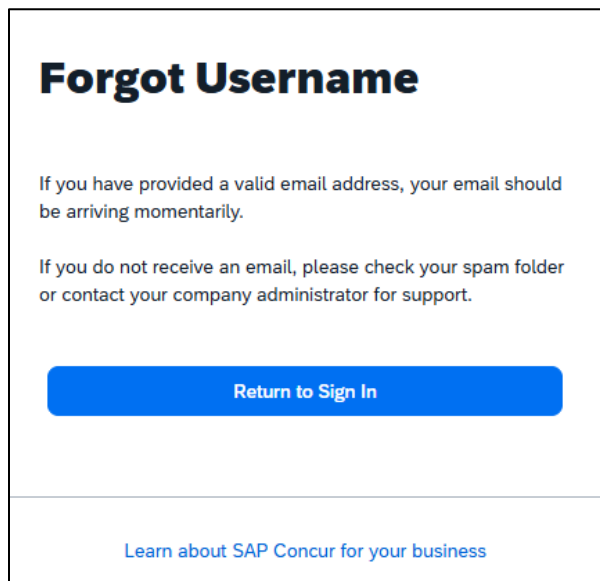 Forgot Username
If you have provided a valid email address, your email should
be arriving momentarily.
If you do not receive an email, please check your spam folder
or contact your company administrator for support.
Return to Sign In
Learn about SAP Concur for your business